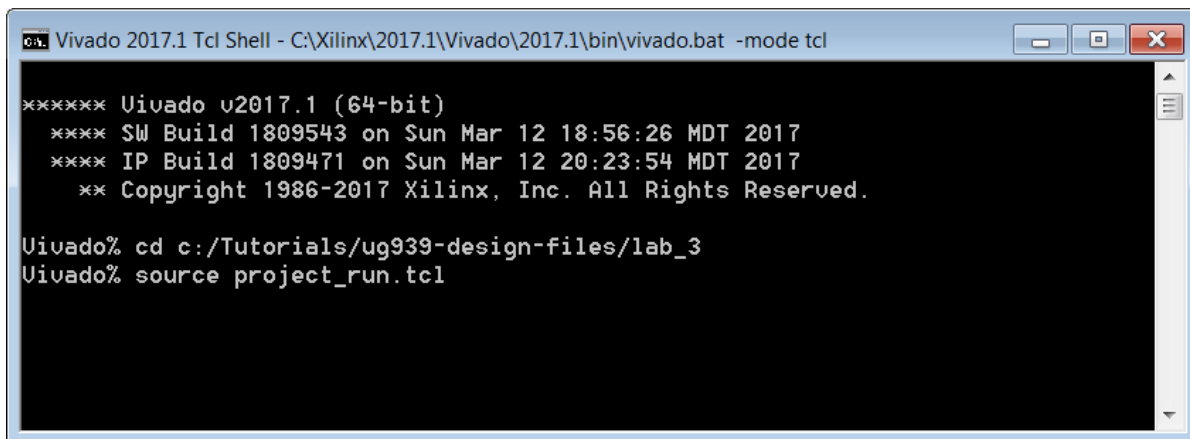 Vivado 2017.1 Tcl Shell - C:\Xilinx\2017.1\Vivado\2017.1\bin\vivado.bat -mode tcl
****** Vivado v2017.1 (64-bit)
**** SW Build 1809543 on Sun Mar 12 18:56:26 MDT 2017
**** IP Build 1809471 on Sun Mar 12 20:23:54 MDT 2017
** Copyright 1986-2017 Xilinx, Inc. All Rights Reserved.
Vivado% cd c:/Tutorials/ug939-design-files/lab_3
Vivado% source project_run.tcl